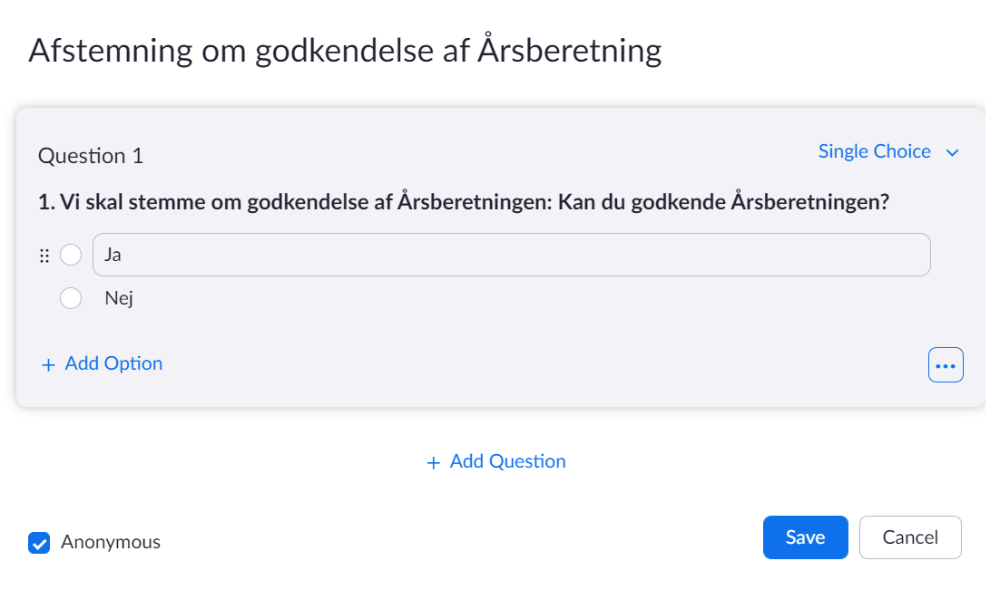 Afstemning om godkendelse af Årsberetning
Question 1
Single Choice
1. Vi skal stemme om godkendelse af Årsberetningen: Kan du godkende Årsberetningen?
Ja
Nej
+ Add Option
+ Add Question
Anonymous
Save
Cancel